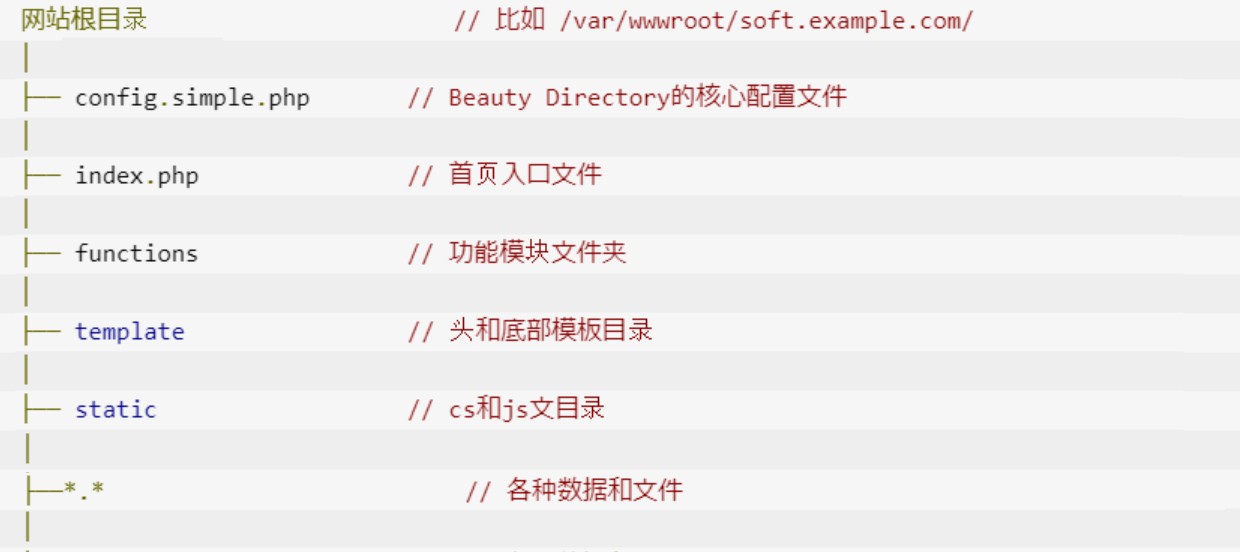 网站根目录 // 比如 /var/wwwroot/soft.example.com/
|
├── config.simple.php // Beauty Directory的核心配置文件
|
├── index.php // 首页入口文件
|
├── functions // 功能模块文件夹
|
├── template // 头和底部模板目录
|
├── static // cs和js文目录
|
├──*.* // 各种数据和文件
|